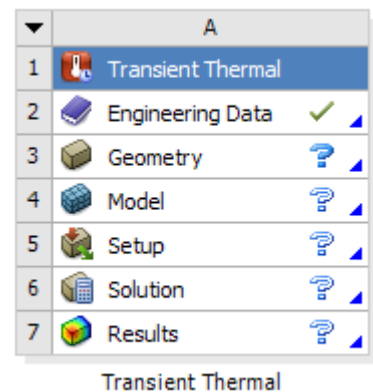 A
1 Transient Thermal
2 Engineering Data
3 Geometry ?
4 Model ?
5 Setup ?
6 Solution ?
7 Results ?
Transient Thermal